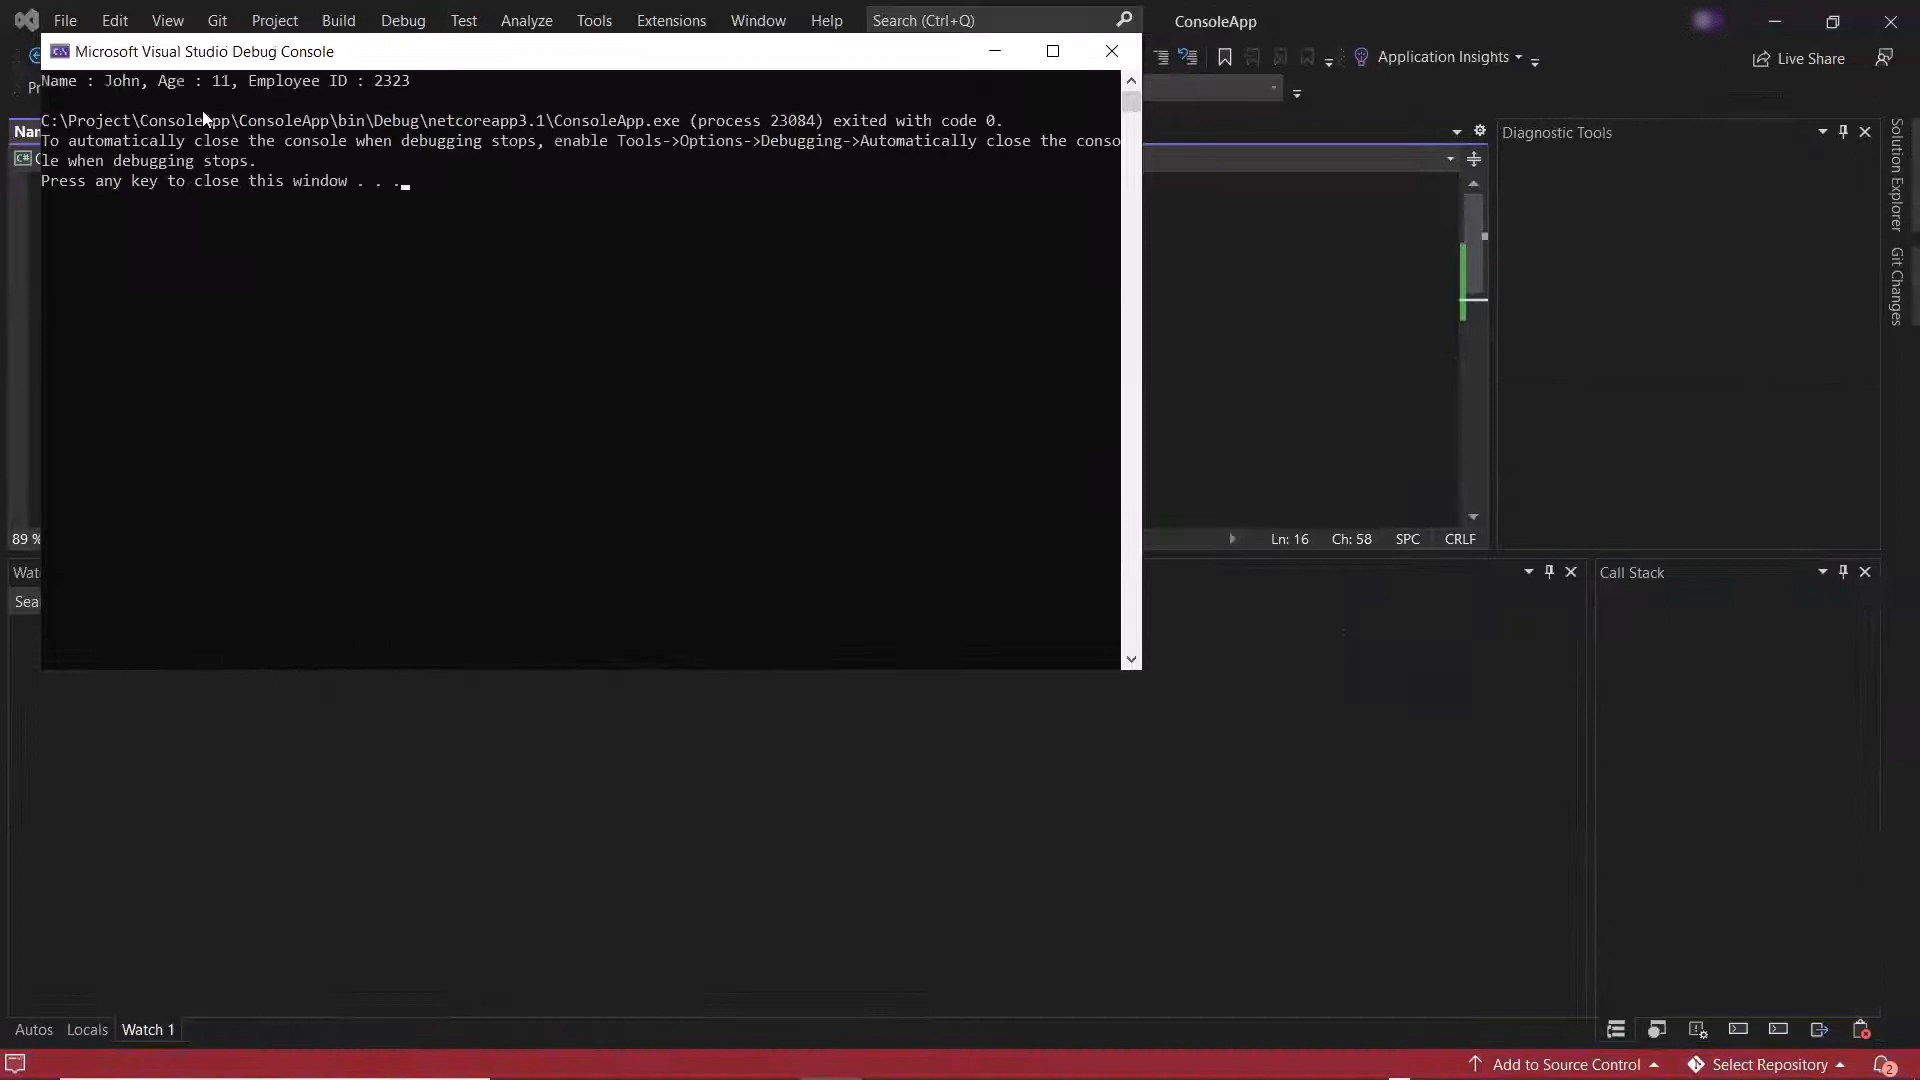 File Edit View Git Project Build Debug Test Analyze Tools Extensions Window Help Search (Ctrl+Q) ConsoleApp
Microsoft Visual Studio Debug Console
Application Insights
Live Share
Name : John, Age : 11, Employee ID : 2323
C:\Project\ConsoleApp\ConsoleApp\bin\Debug\netcoreapp3.1\ConsoleApp.exe (process 23084) exited with code 0.
To automatically close the console when debugging stops, enable Tools->Options->Debugging->Automatically close the conso
le when debugging stops.
Press any key to close this window . . .
Pr
Nam
Diagnostic Tools
Solution Explorer
Git Changes
89 %
Ln: 16 Ch: 58 SPC CRLF
Wat
Call Stack
Sea
Autos Locals Watch 1
Add to Source Control Select Repository 2